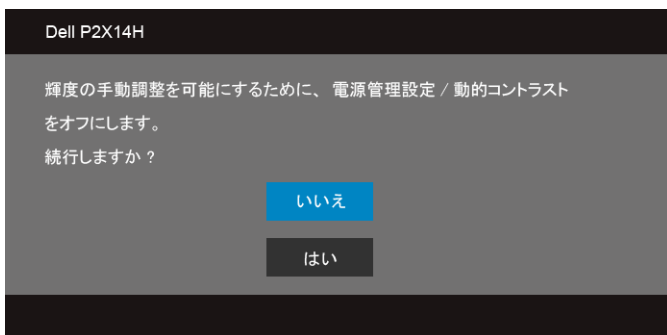 Dell P2X14H
輝度の手動調整を可能にするために、 電源管理設定 / 動的コントラスト
をオフにします。
続行しますか ?
いいえ
はい